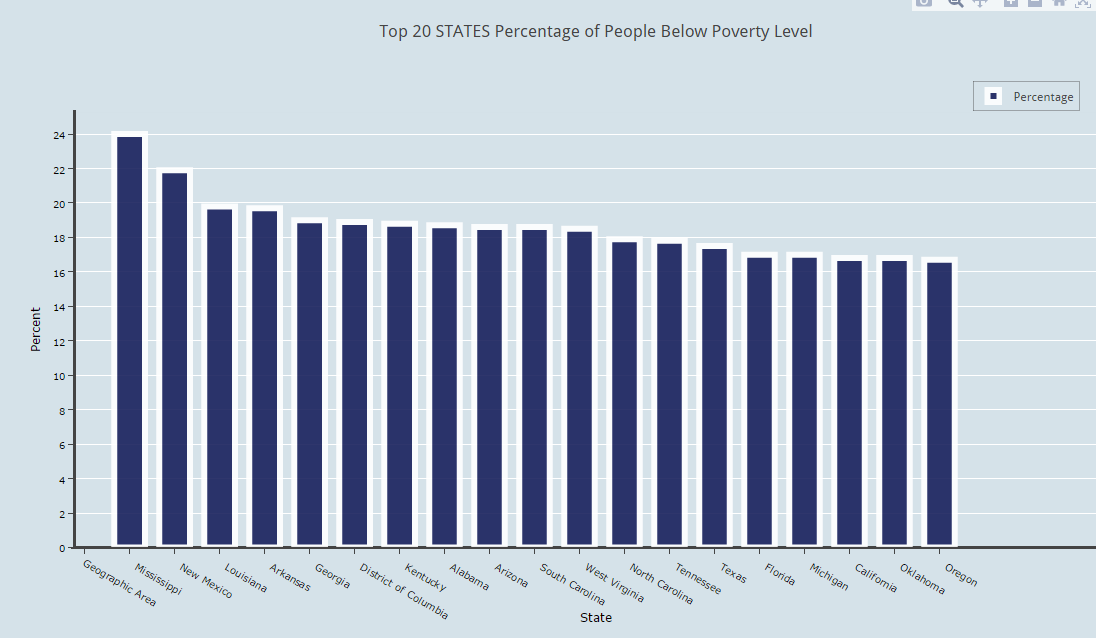 Top 20 STATES Percentage of People Below Poverty Level
Percentage
24
22
20
18
16
14
12
10
8
6
4
2
0
Percent
Geographic Area
Mississippi
New Mexico
Louisiana
Arkansas
Georgia
District of Columbia
Kentucky
Alabama
Arizona
South Carolina
West Virginia
North Carolina
Tennessee
Texas
Florida
Michigan
California
Oklahoma
Oregon
State